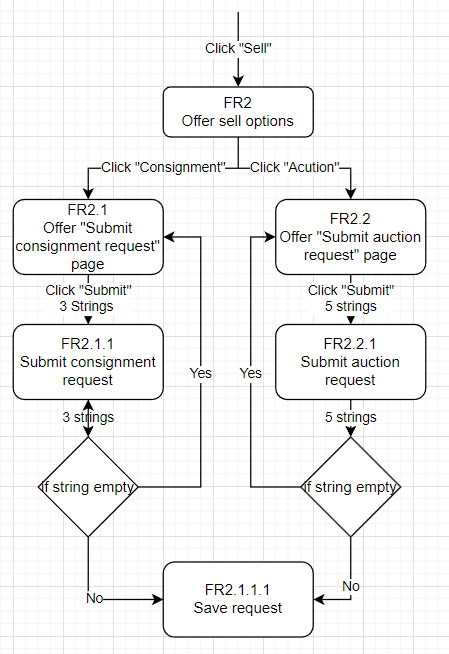 Click "Sell"
FR2
Offer sell options
Click "Consignment"
Click "Acution"
FR2.1
Offer "Submit
consignment request"
page
FR2.2
Offer "Submit auction
request" page
Click "Submit"
3 Strings
Click "Submit"
5 strings
FR2.1.1
Submit consignment
request
FR2.2.1
Submit auction
request
Yes
Yes
3 strings
5 strings
If string empty
If string empty
No
No
FR2.1.1.1
Save request